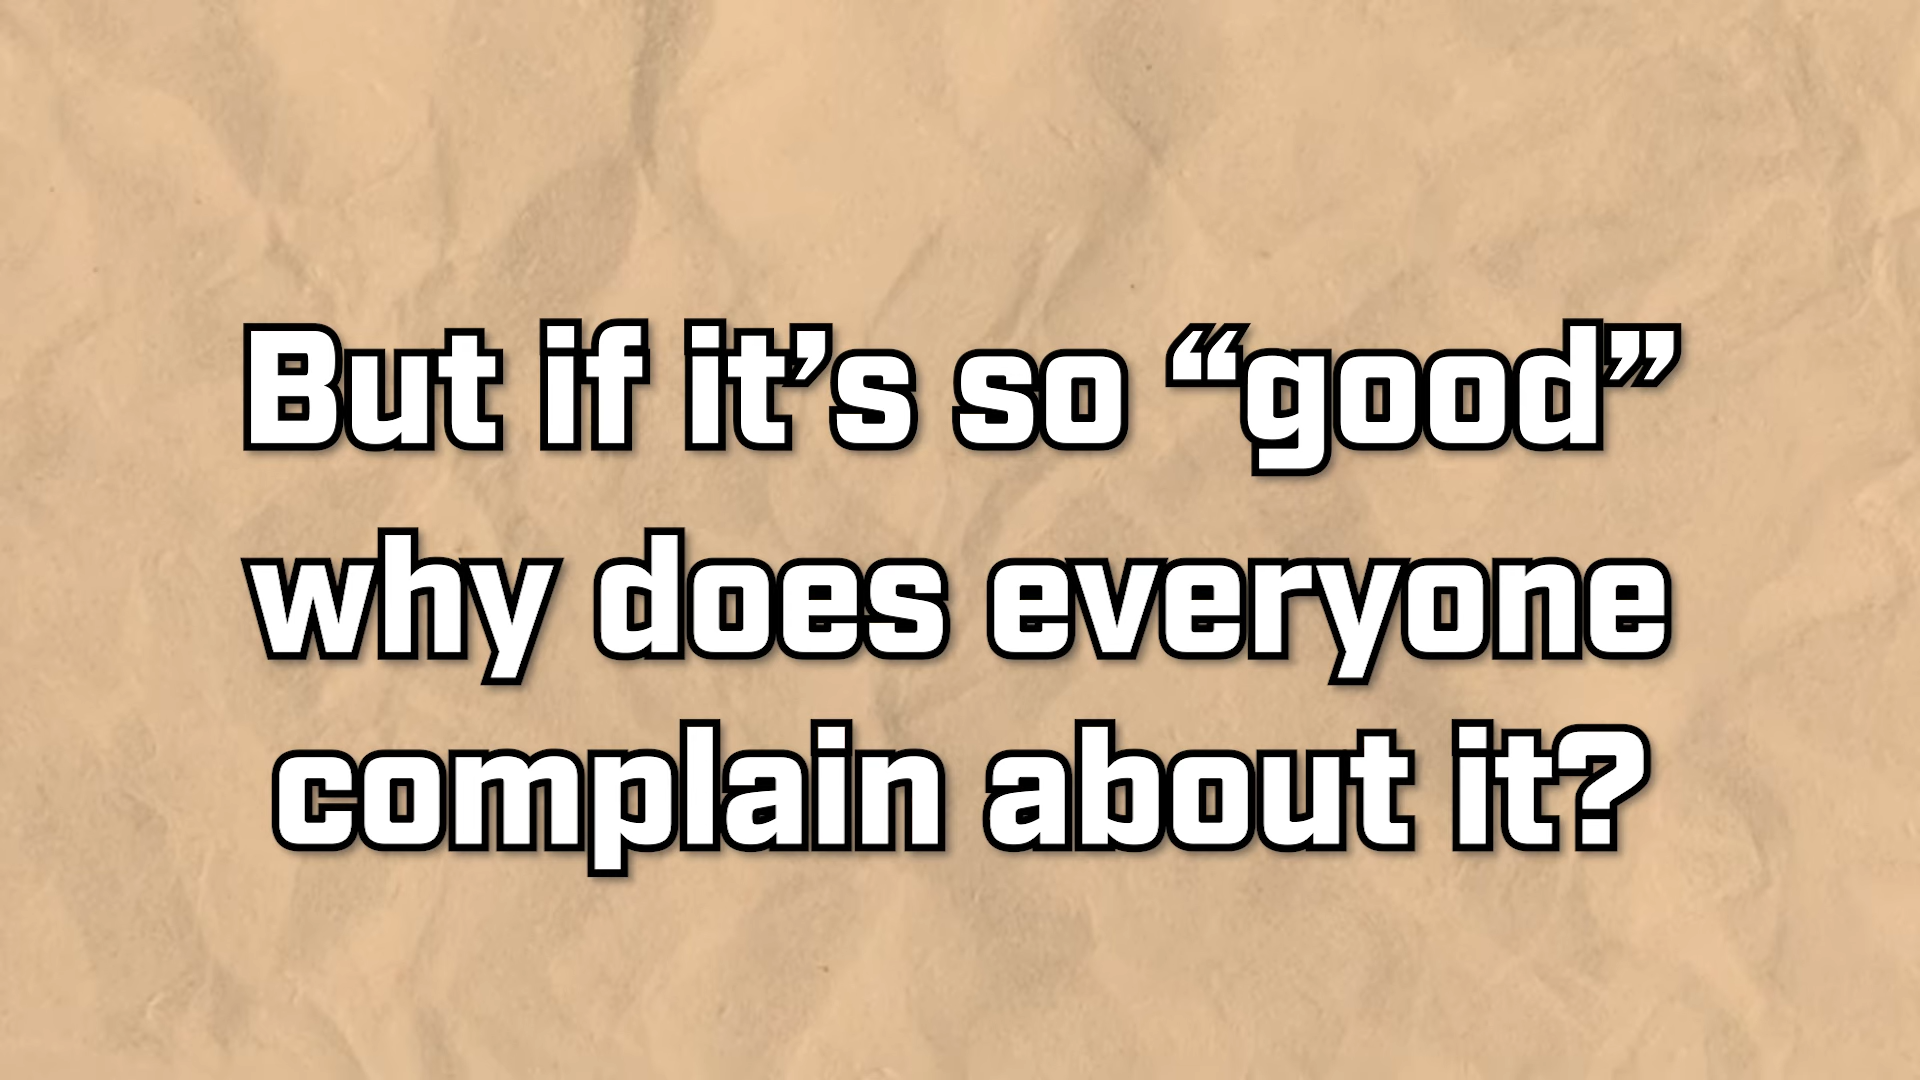 But if it’s so “good”
why does everyone
complain about it?